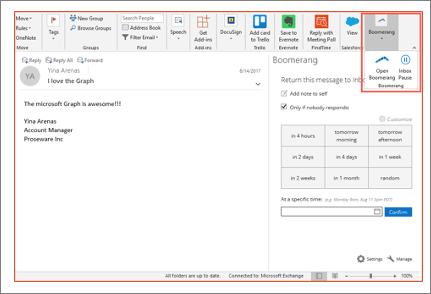 Move
Rules
OneNote
Tags
New Group
Browse Groups
Groups
Search People
Address Book
Filter Email
Find
Speech
Get Add-ins
Add-ins
DocuSign
Add card to Trello
Trello
Save to Evernote
Evernote
Reply with Meeting Poll
FindTime
View
Salesforce
Boomerang
Open Boomerang
Inbox Pause
Boomerang
Reply Reply All Forward
YA
Yina Arenas
8/14/2017
I love the Graph
The microsoft Graph is awesome!!!
Yina Arenas
Account Manager
Proseware Inc
Boomerang
Return this message to Inbox
Add note to self
Only if nobody responds:
Customize
in 4 hours
tomorrow morning
tomorrow afternoon
in 2 days
in 4 days
in 1 week
in 2 weeks
in 1 month
random
At a specific time: (e.g. Monday 9am, Aug 11 5pm PDT)
Confirm
Settings Manage
All folders are up to date. Connected to: Microsoft Exchange
100%